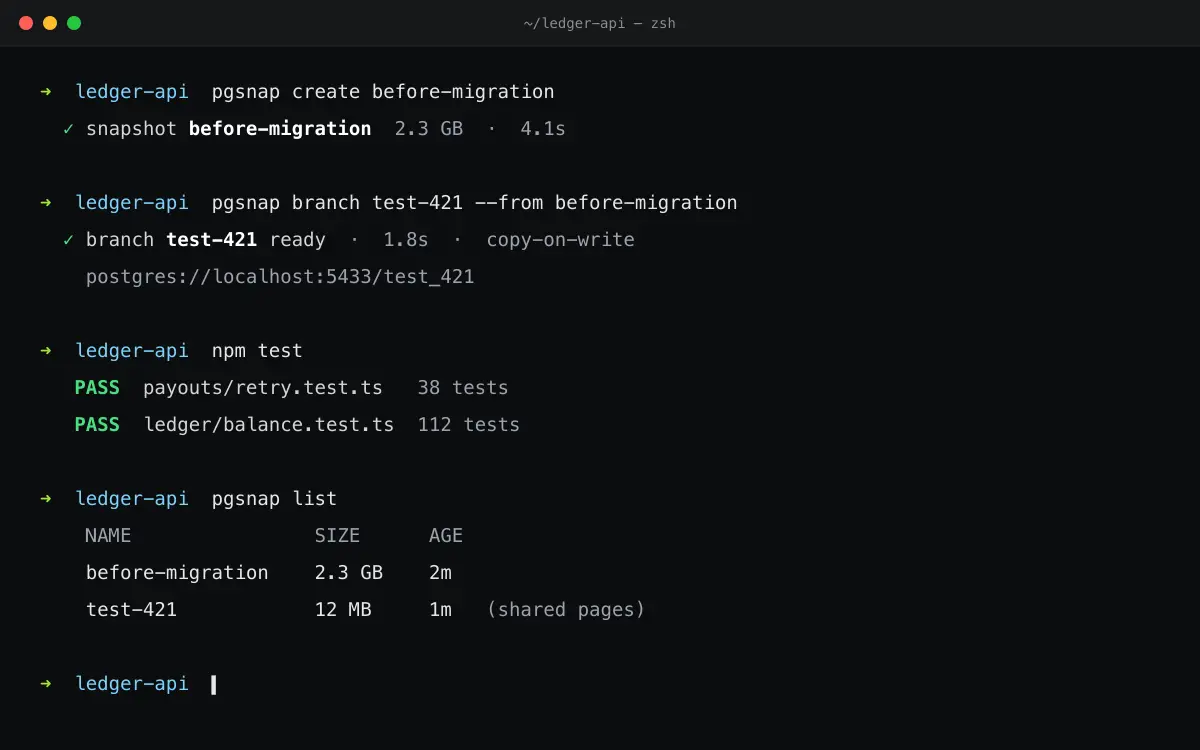 ~/ledger-api — zsh
➜ ledger-api pgsnap create before-migration
✓ snapshot before-migration 2.3 GB · 4.1s
➜ ledger-api pgsnap branch test-421 --from before-migration
✓ branch test-421 ready · 1.8s · copy-on-write
postgres://localhost:5433/test_421
➜ ledger-api npm test
PASS payouts/retry.test.ts 38 tests
PASS ledger/balance.test.ts 112 tests
➜ ledger-api pgsnap list
NAME SIZE AGE
before-migration 2.3 GB 2m
test-421 12 MB 1m (shared pages)
➜ ledger-api